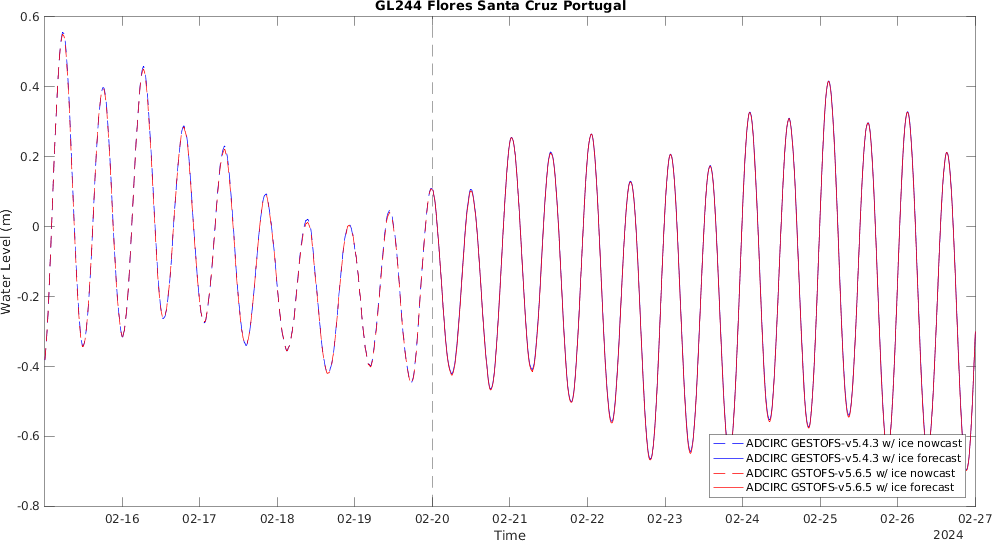 GL244 Flores Santa Cruz Portugal
0.6
0.4
0.2
0
-0.2
-0.4
-0.6
-0.8
Water Level (m)
ADCIRC GESTOFS-v5.4.3 w/ ice nowcast
ADCIRC GESTOFS-v5.4.3 w/ ice forecast
ADCIRC GSTOFS-v5.6.5 w/ ice nowcast
ADCIRC GSTOFS-v5.6.5 w/ ice forecast
02-16 02-17 02-18 02-19 02-20 02-21 02-22 02-23 02-24 02-25 02-26 02-27
Time
2024